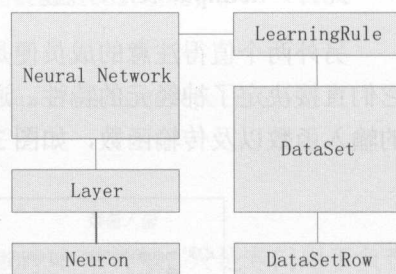 LearningRule
Neural Network
DataSet
Layer
Neuron
DataSetRow